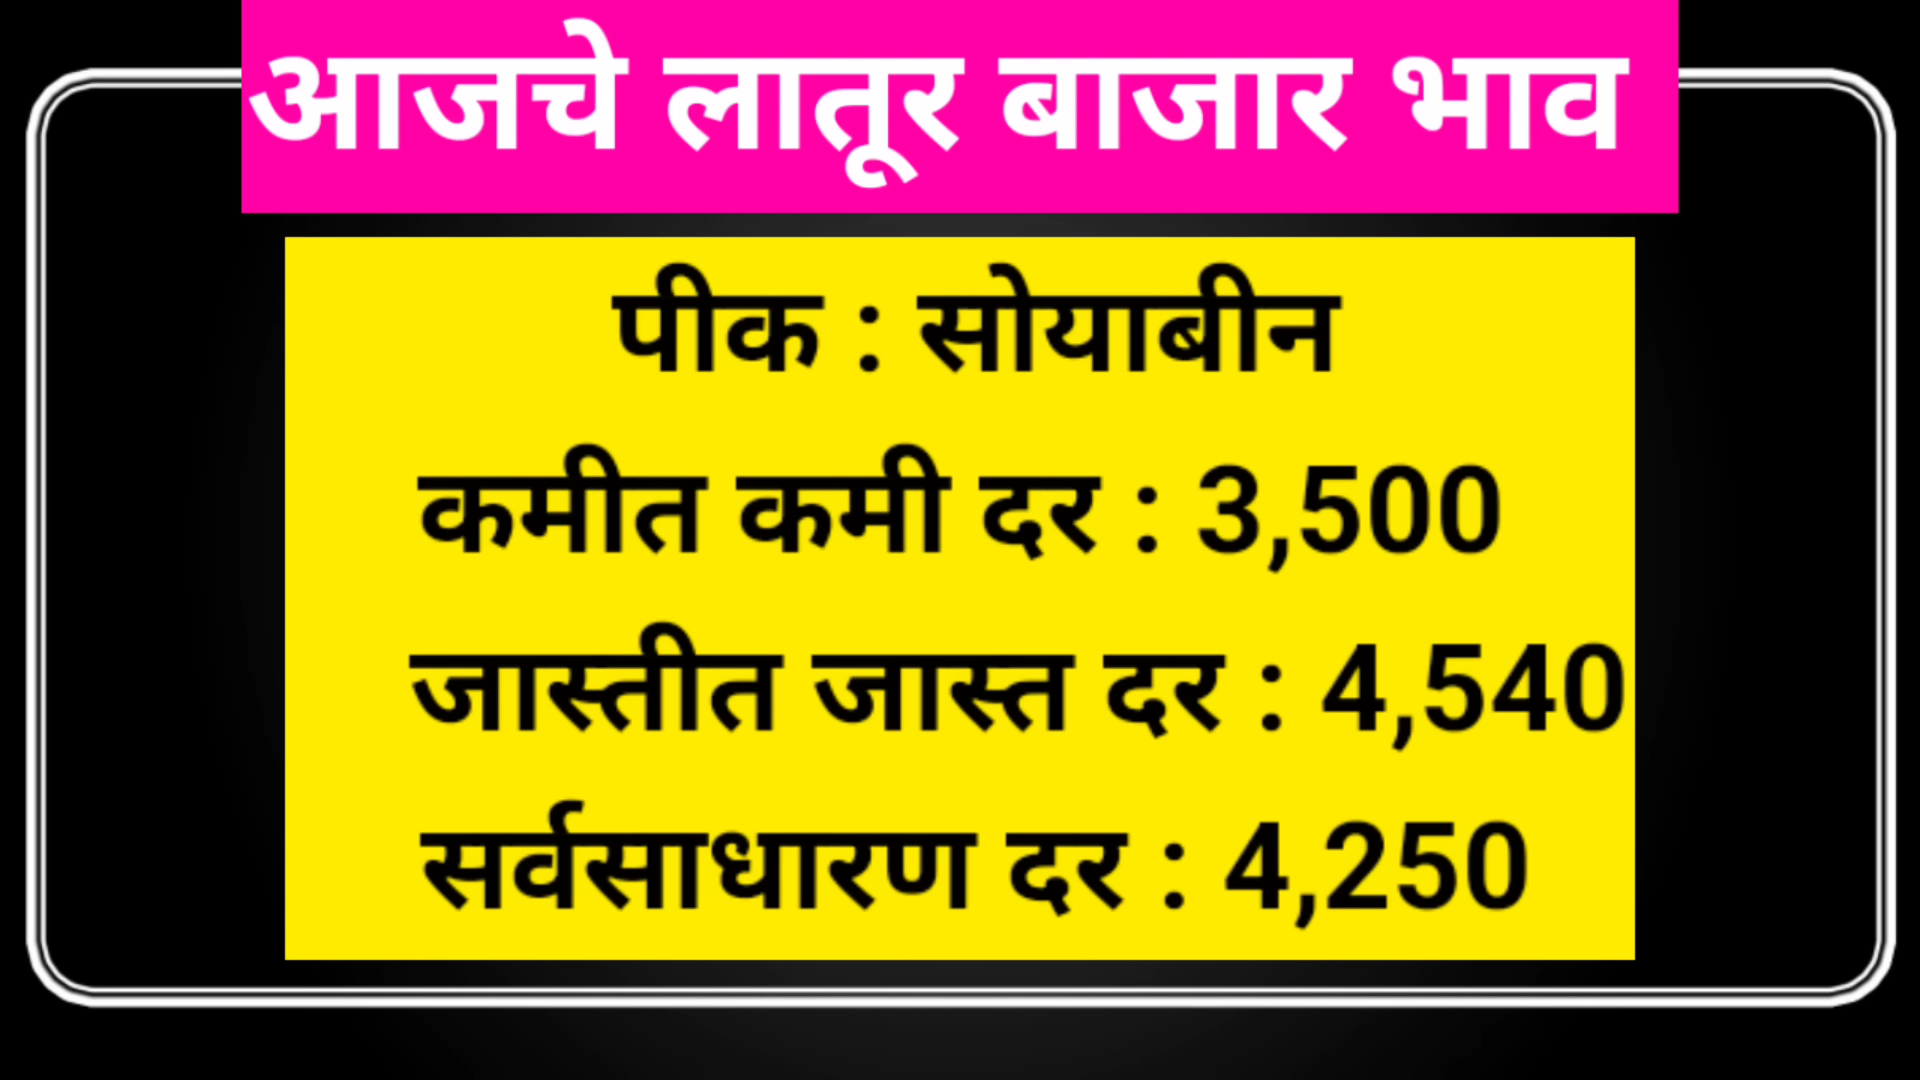 आजचे लातूर बाजार भाव
पीक : सोयाबीन
कमीत कमी दर : 3,500
जास्तीत जास्त दर : 4,540
सर्वसाधारण दर : 4,250